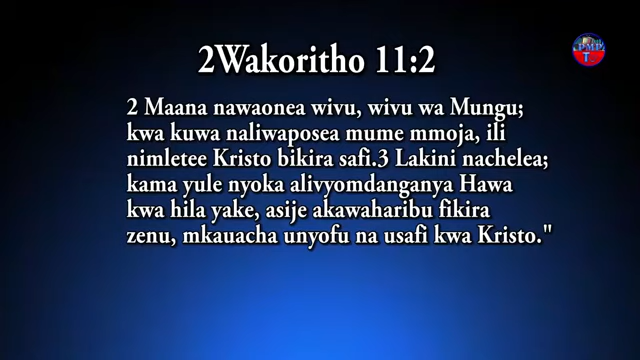 2Wakoritho 11:2
2 Maana nawaonea wivu, wivu wa Mungu;
kwa kuwa naliwaposea mume mmoja, ili
nimletee Kristo bikira safi.3 Lakini nachelea;
kama yule nyoka alivyomdanganya Hawa
kwa hila yake, asije akawaharibu fikira
zenu, mkauacha unyofu na usafi kwa Kristo."